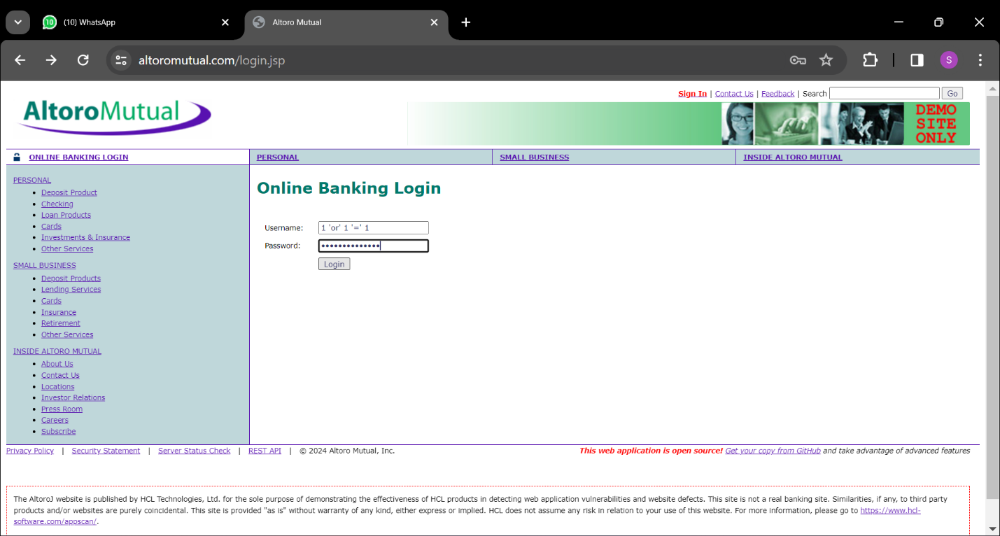 10 (10) WhatsApp Altoro Mutual
altoromutual.com/login.jsp S
Sign In | Contact Us | Feedback | Search Go
AltoroMutual
DEMO
SITE
ONLY
ONLINE BANKING LOGIN PERSONAL SMALL BUSINESS INSIDE ALTORO MUTUAL
PERSONAL
Deposit Product
Checking
Loan Products
Cards
Investments & Insurance
Other Services
SMALL BUSINESS
Deposit Products
Lending Services
Cards
Insurance
Retirement
Other Services
INSIDE ALTORO MUTUAL
About Us
Contact Us
Locations
Investor Relations
Press Room
Careers
Subscribe
Online Banking Login
Username: 1 'or' 1 '=' 1
Password: ••••••••••••••
Login
Privacy Policy | Security Statement | Server Status Check | REST API | © 2024 Altoro Mutual, Inc. This web application is open source! Get your copy from GitHub and take advantage of advanced features
The AltoroJ website is published by HCL Technologies, Ltd. for the sole purpose of demonstrating the effectiveness of HCL products in detecting web application vulnerabilities and website defects. This site is not a real banking site. Similarities, if any, to third party
products and/or websites are purely coincidental. This site is provided "as is" without warranty of any kind, either express or implied. HCL does not assume any risk in relation to your use of this website. For more information, please go to https://www.hcl-
software.com/appscan/.